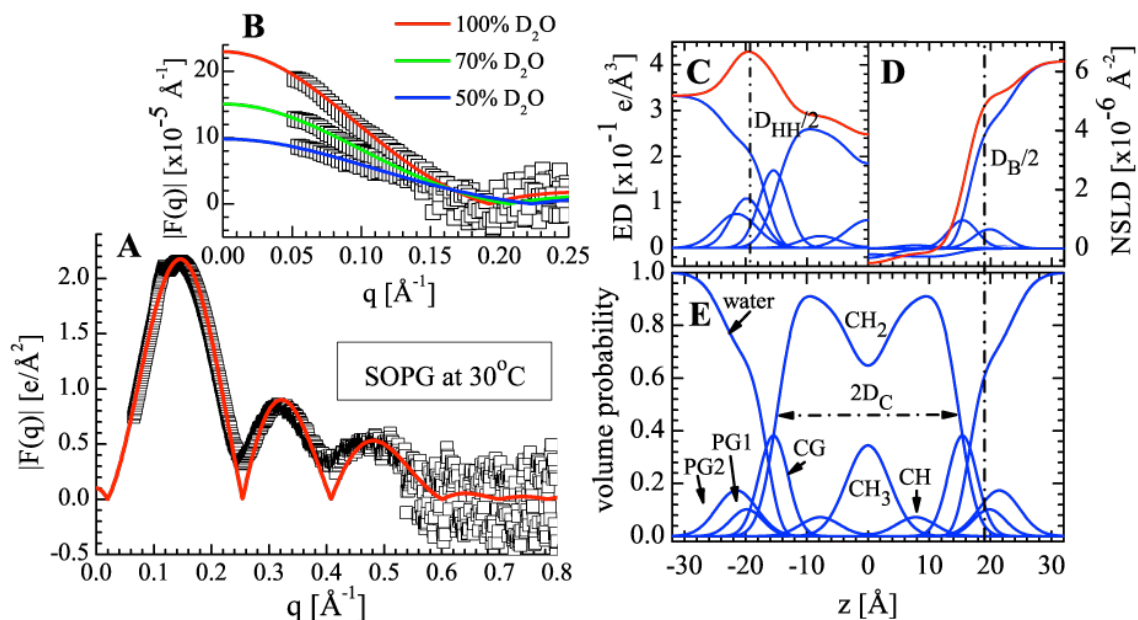 B
100% D₂O
70% D₂O
50% D₂O
|F(q)| [x10⁻⁵ Å⁻¹]
20
10
0
0.00 0.05 0.10 0.15 0.20 0.25
q [Å⁻¹]
A
|F(q)| [e/Å²]
2.0
1.5
1.0
0.5
0.0
-0.5
SOPG at 30°C
0.0 0.1 0.2 0.3 0.4 0.5 0.6 0.7 0.8
q [Å⁻¹]
C
D_HH/2
ED [x10⁻¹ e/Å³]
4
3
2
1
0
D
D_B/2
6
4
2
0
NSLD [x10⁻⁶ Å⁻²]
E
water
CH₂
2D_C
PG1
PG2
CG
CH₃
CH
volume probability
1.0
0.8
0.6
0.4
0.2
0.0
-30 -20 -10 0 10 20 30
z [Å]